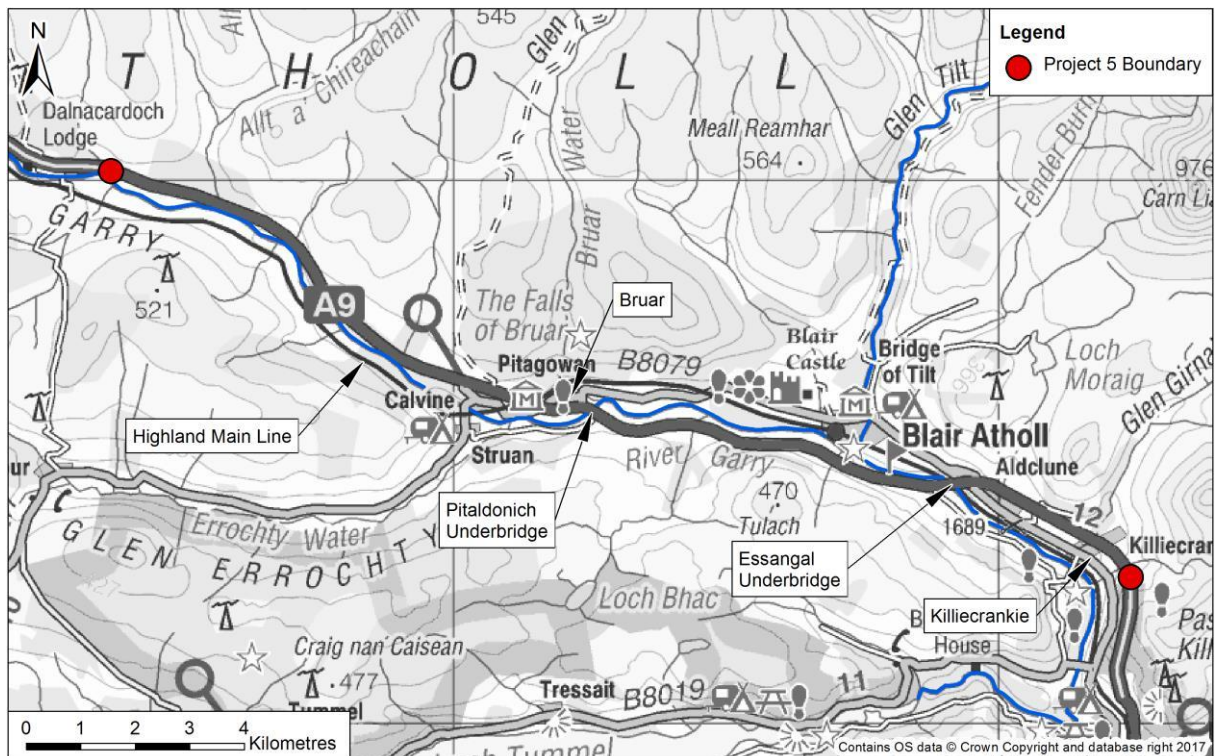 N
545
Glen
T H O L L
Allt a' Chireachain
Legend
Project 5 Boundary
Dalnacardoch
Lodge
Water
Meall Reamhar
564
Glen Tilt
Fender Burn
976
GARRY
521
A9
Bruar
The Falls
of Bruar
Bruar
Pitagowan
B8079
Blair
Castle
Bridge
of Tilt
366
Loch
Moraig
Calvine
Highland Main Line
Struan
River Garry
Blair Atholl
Aldclune
Pitaldonich
Underbridge
470
Tulach
Errochty Water
GLEN ERROCHTY
Essangal
Underbridge
1689
12
Loch Bhac
Killiecrankie
House
Craig nan Caisean
477
Tressait
B8019
11
0 1 2 3 4
Kilometres
Contains OS data © Crown Copyright and database right 2017